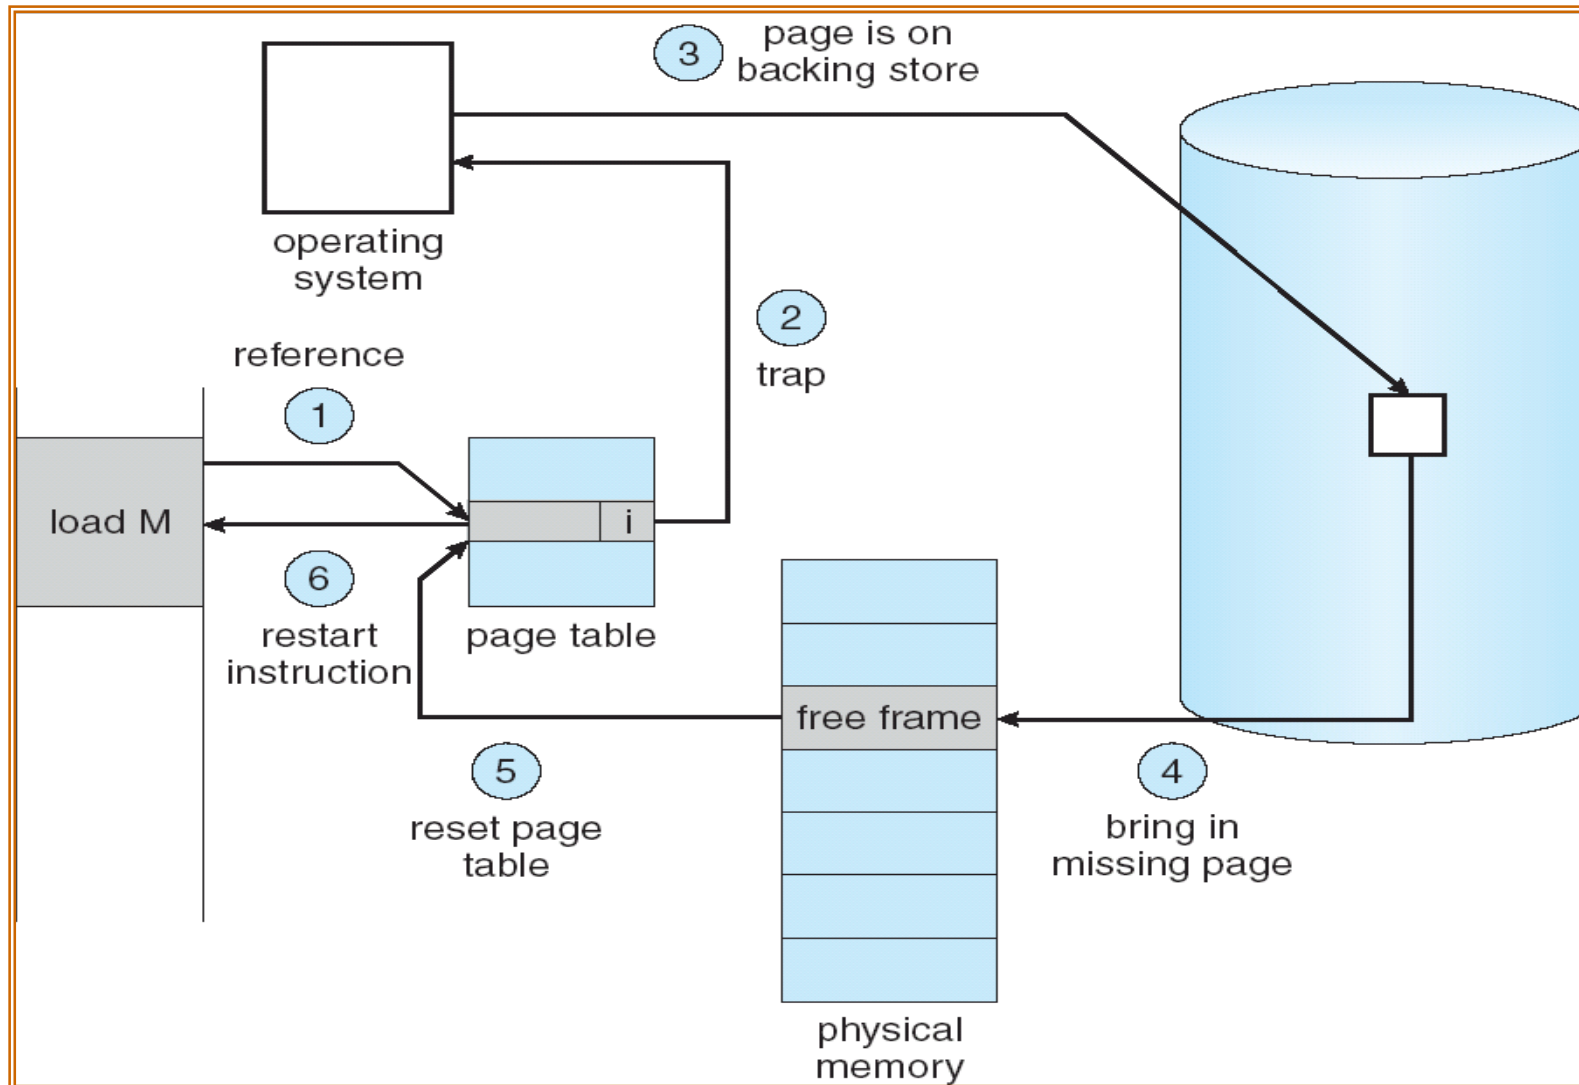 3
page is on
backing store
operating
system
2
trap
reference
1
load M
i
6
restart
instruction
page table
free frame
5
reset page
table
4
bring in
missing page
physical
memory